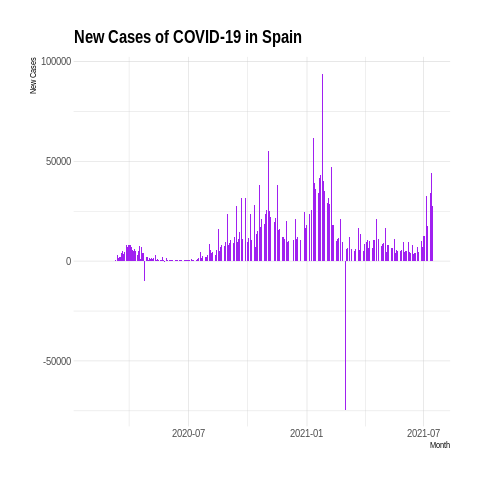 New Cases of COVID-19 in Spain
New Cases
100000
50000
0
-50000
2020-07
2021-01
2021-07
Month